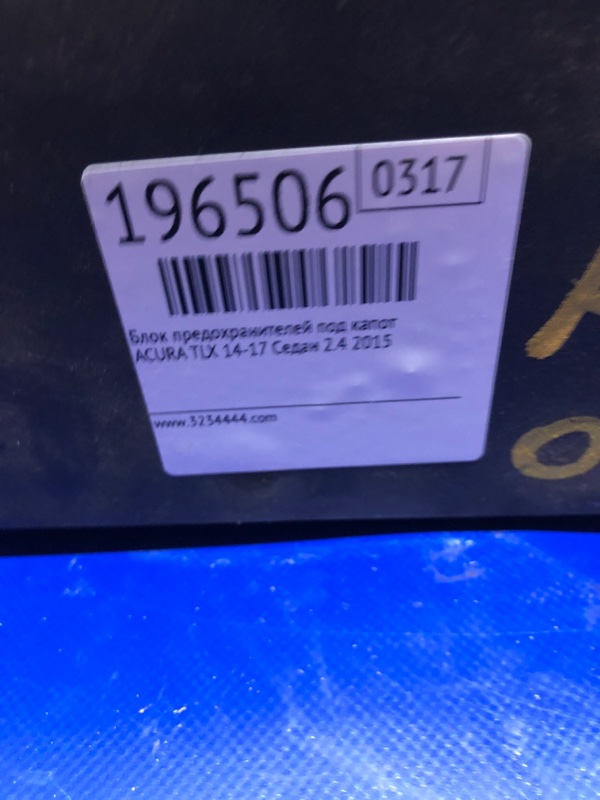 196506
0317
Блок предохранителей под капот
ACURA TLX 14-17 Седан 2.4 2015
www.3234444.com